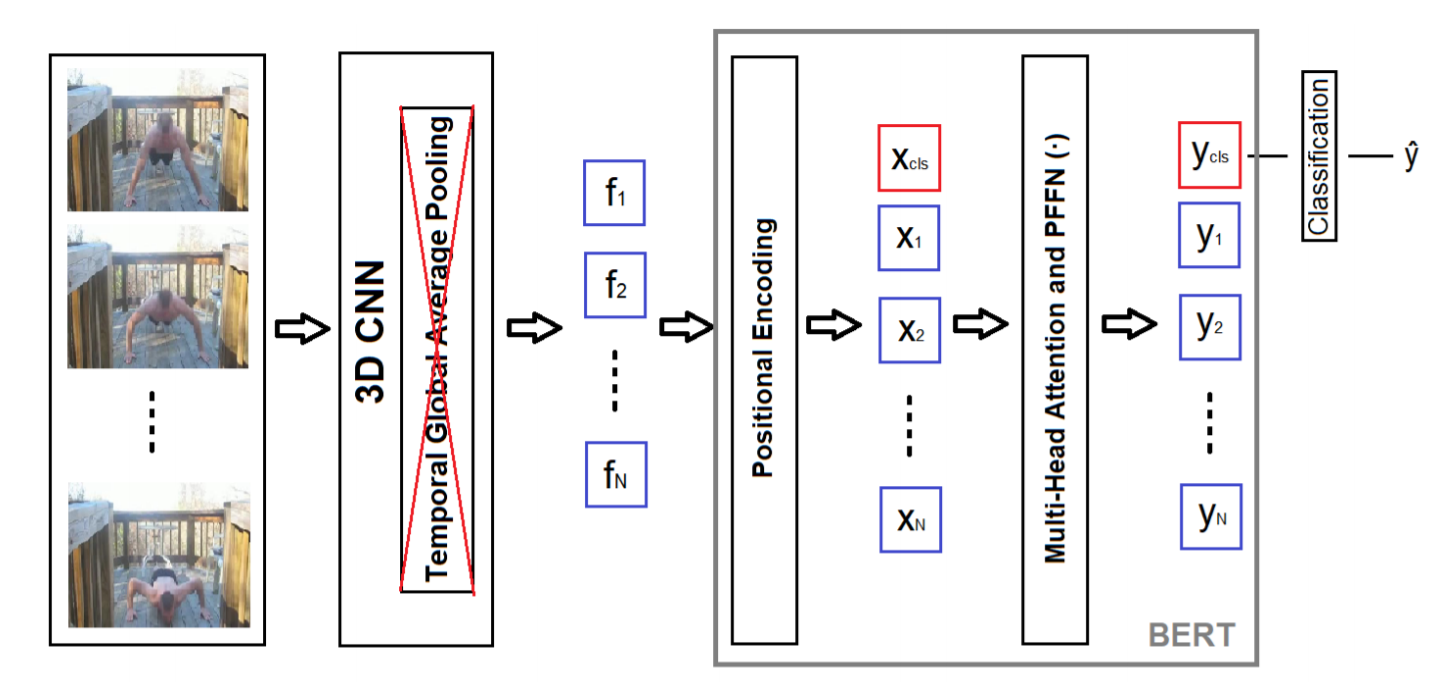 3D CNN
Temporal Global Average Pooling
f1
f2
fN
Positional Encoding
xcls
x1
x2
xN
Multi-Head Attention and PFFN (·)
ycls
y1
y2
yN
BERT
Classification
ŷ